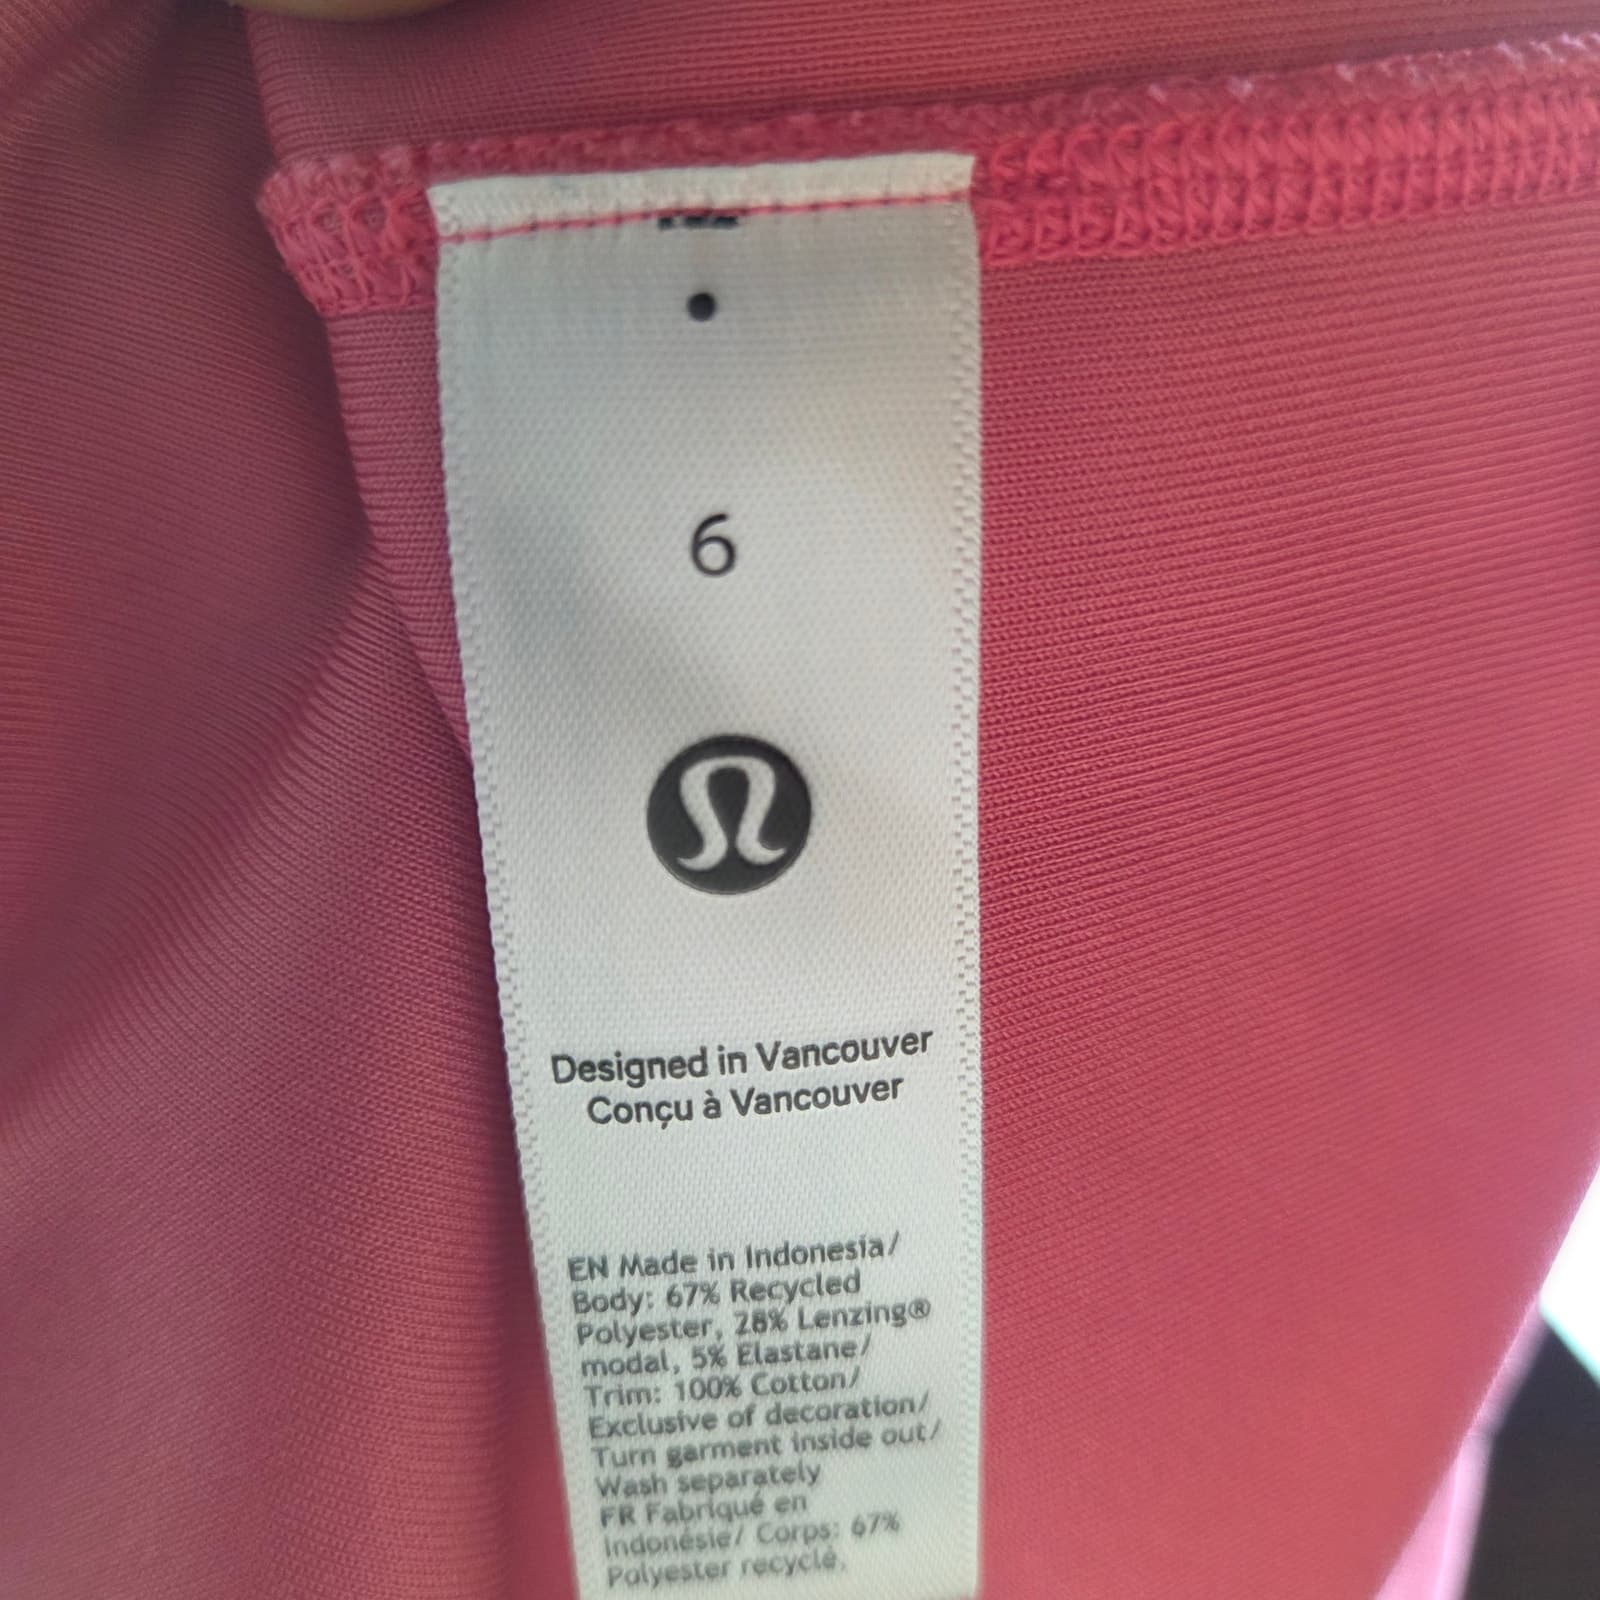 6
Designed in Vancouver
Conçu à Vancouver
EN Made in Indonesia/
Body: 67% Recycled
Polyester, 28% Lenzing®
modal, 5% Elastane/
Trim: 100% Cotton/
Exclusive of decoration/
Turn garment inside out/
Wash separately
FR Fabriqué en
Indonésie/ Corps: 67%
Polyester recyclé,